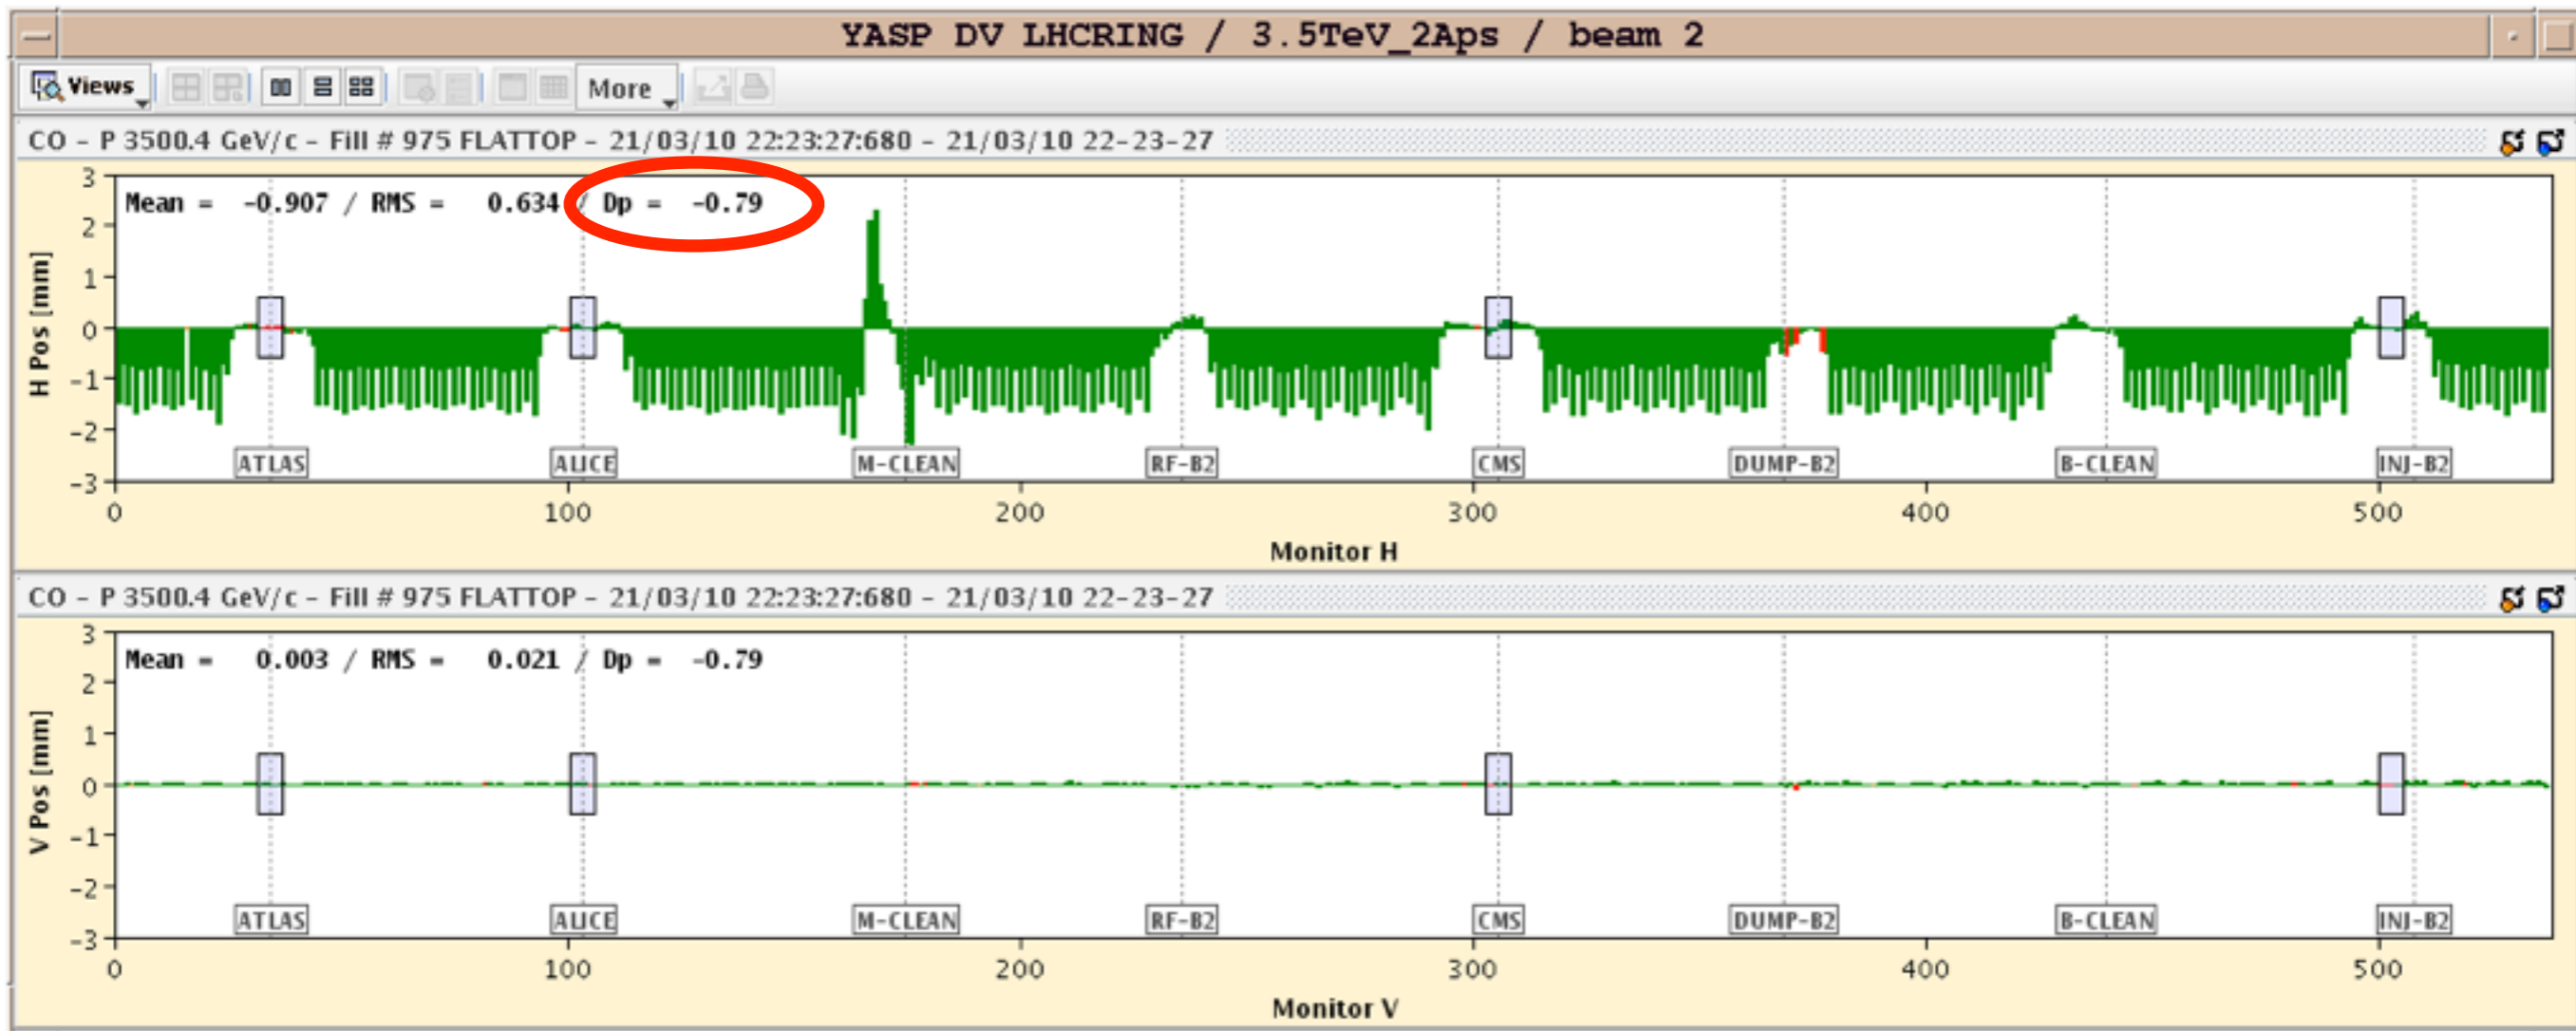 YASP DV LHCRING / 3.5TeV_2Aps / beam 2
Views More
CO - P 3500.4 GeV/c - Fill # 975 FLATTOP - 21/03/10 22:23:27:680 - 21/03/10 22-23-27
Mean = -0.907 / RMS = 0.634 / Dp = -0.79
H Pos [mm]
3
2
1
0
-1
-2
-3
ATLAS ALICE M-CLEAN RF-B2 CMS DUMP-B2 B-CLEAN INJ-B2
0 100 200 300 400 500
Monitor H
CO - P 3500.4 GeV/c - Fill # 975 FLATTOP - 21/03/10 22:23:27:680 - 21/03/10 22-23-27
Mean = 0.003 / RMS = 0.021 / Dp = -0.79
V Pos [mm]
3
2
1
0
-1
-2
-3
ATLAS ALICE M-CLEAN RF-B2 CMS DUMP-B2 B-CLEAN INJ-B2
0 100 200 300 400 500
Monitor V